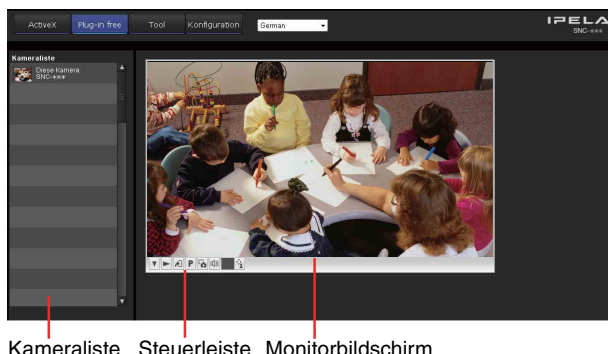 ActiveX Plug-in free Tool Konfiguration German
IPELA
SNC-***
Kameraliste
Diese Kamera:
SNC-***
P
Kameraliste Steuerleiste Monitorbildschirm